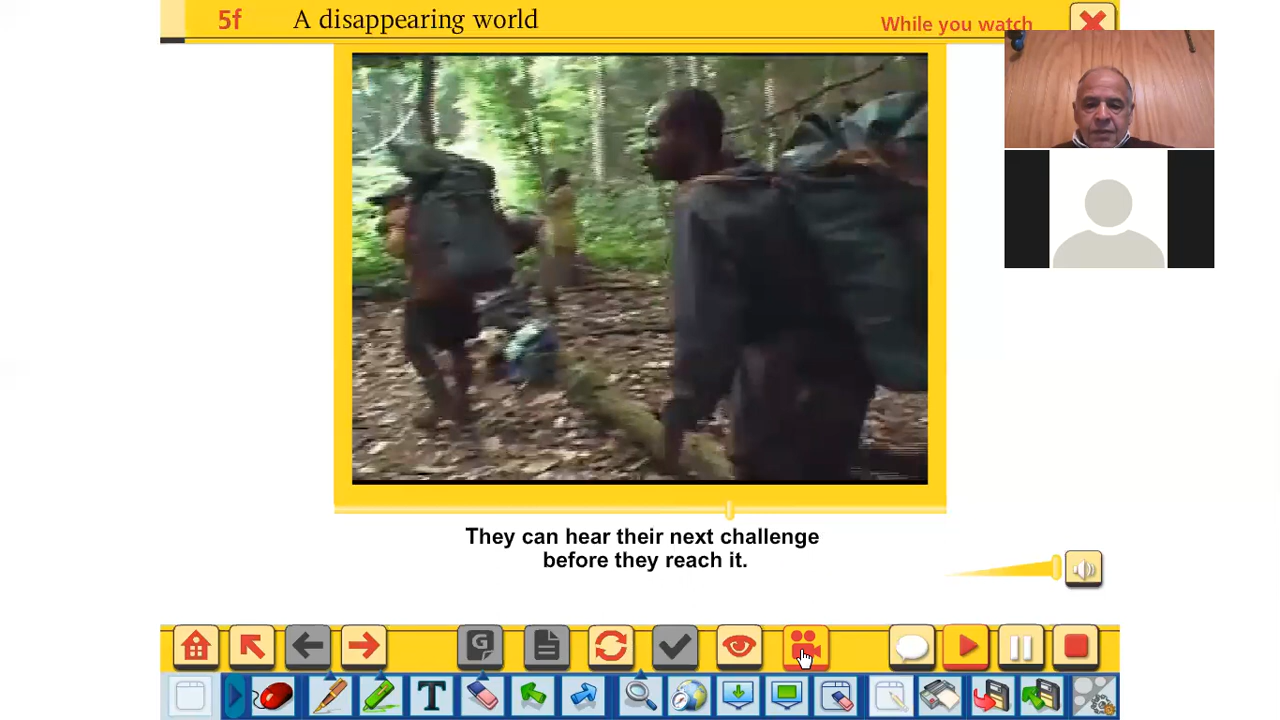 5f A disappearing world While you watch
They can hear their next challenge
before they reach it.
G
T